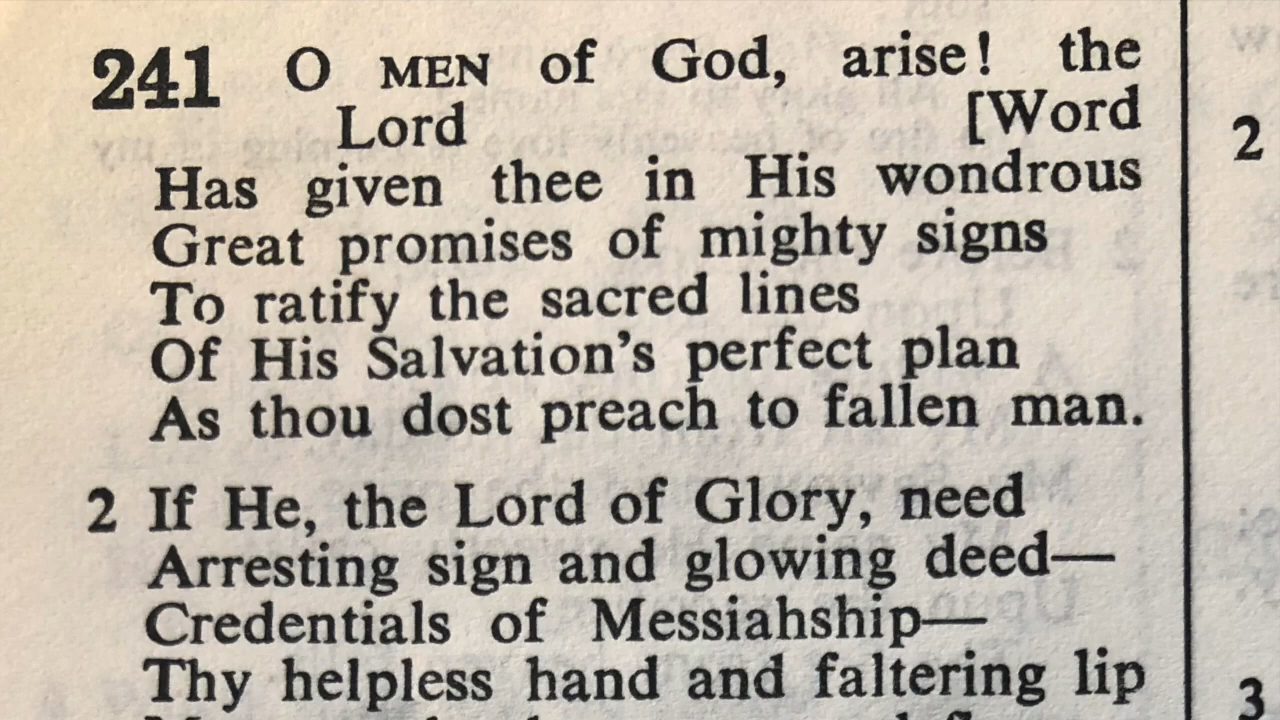 241 O MEN of God, arise! the
Lord [Word
Has given thee in His wondrous
Great promises of mighty signs
To ratify the sacred lines
Of His Salvation's perfect plan
As thou dost preach to fallen man.
2 If He, the Lord of Glory, need
Arresting sign and glowing deed—
Credentials of Messiahship—
Thy helpless hand and faltering lip
2
3